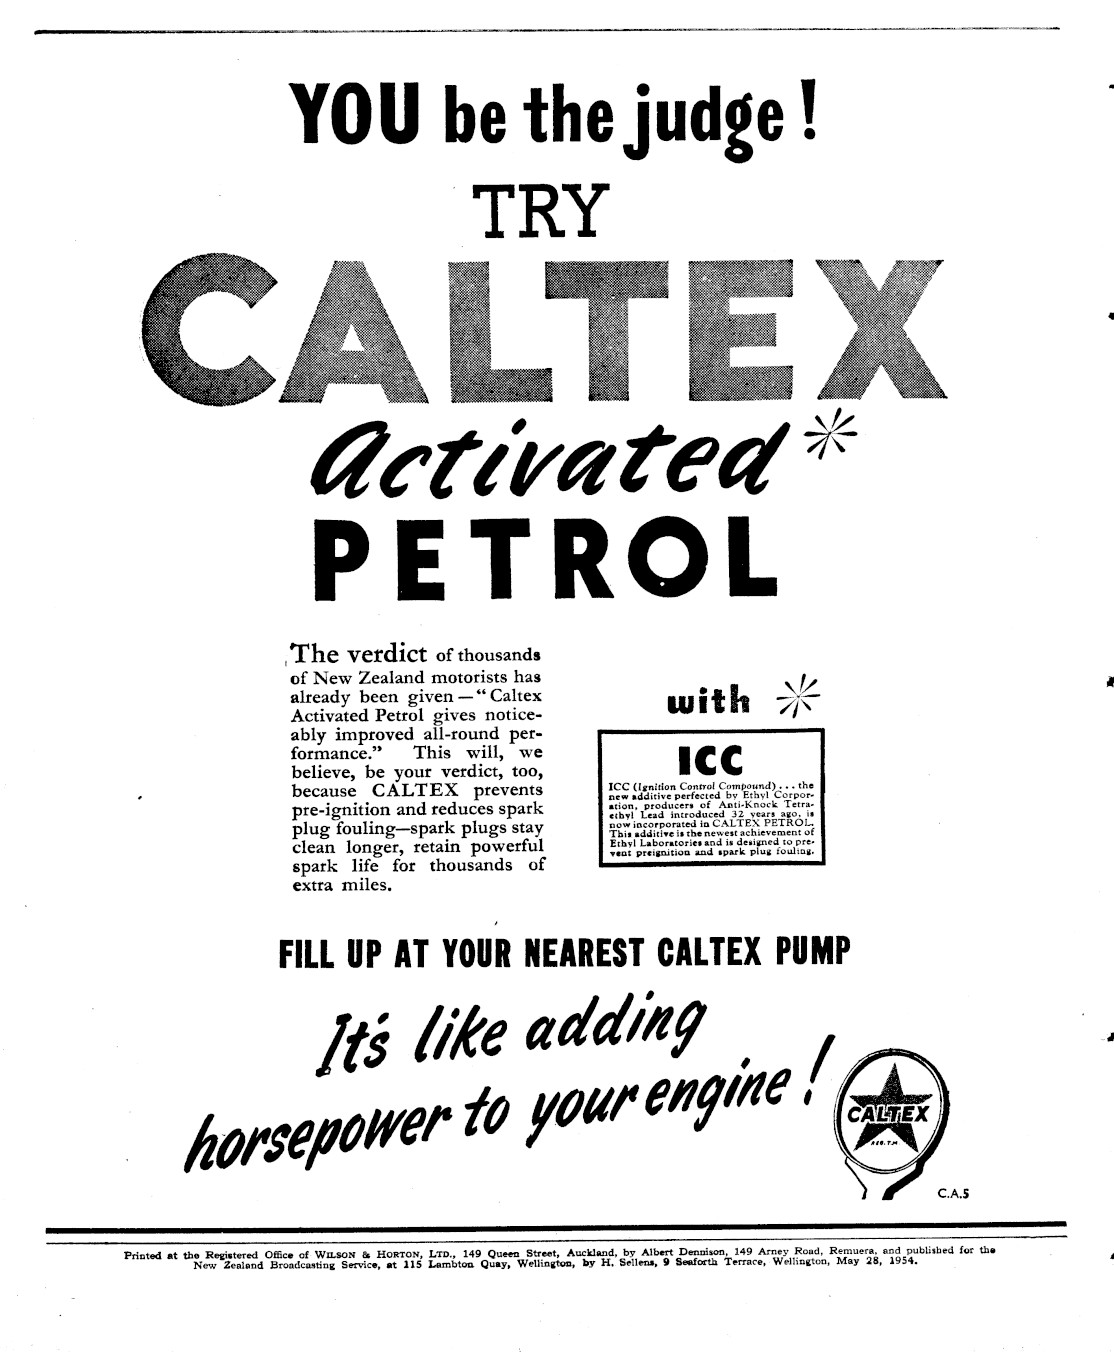 YOU be the judge!
TRY
CALTEX
Activated*
PETROL
The verdict of thousands
of New Zealand motorists has
already been given — "Caltex
Activated Petrol gives notice-
ably improved all-round per-
formance." This will, we
believe, be your verdict, too,
because CALTEX prevents
pre-ignition and reduces spark
plug fouling—spark plugs stay
clean longer, retain powerful
spark life for thousands of
extra miles.
with *
ICC
ICC (Ignition Control Compound) . . . the
new additive perfected by Ethyl Corpor-
ation, producers of Anti-Knock Tetra-
ethyl Lead introduced 32 years ago, is
now incorporated in CALTEX PETROL.
This additive is the newest achievement of
Ethyl Laboratories and is designed to pre-
vent preignition and spark plug fouling.
FILL UP AT YOUR NEAREST CALTEX PUMP
It's like adding
horsepower to your engine!
CALTEX
REG. T.M.
C.A.5
Printed at the Registered Office of WILSON & HORTON, LTD., 149 Queen Street, Auckland, by Albert Dennison, 149 Arney Road, Remuera, and published for the
New Zealand Broadcasting Service, at 115 Lambton Quay, Wellington, by H. Sellens, 9 Seaforth Terrace, Wellington, May 28, 1954.